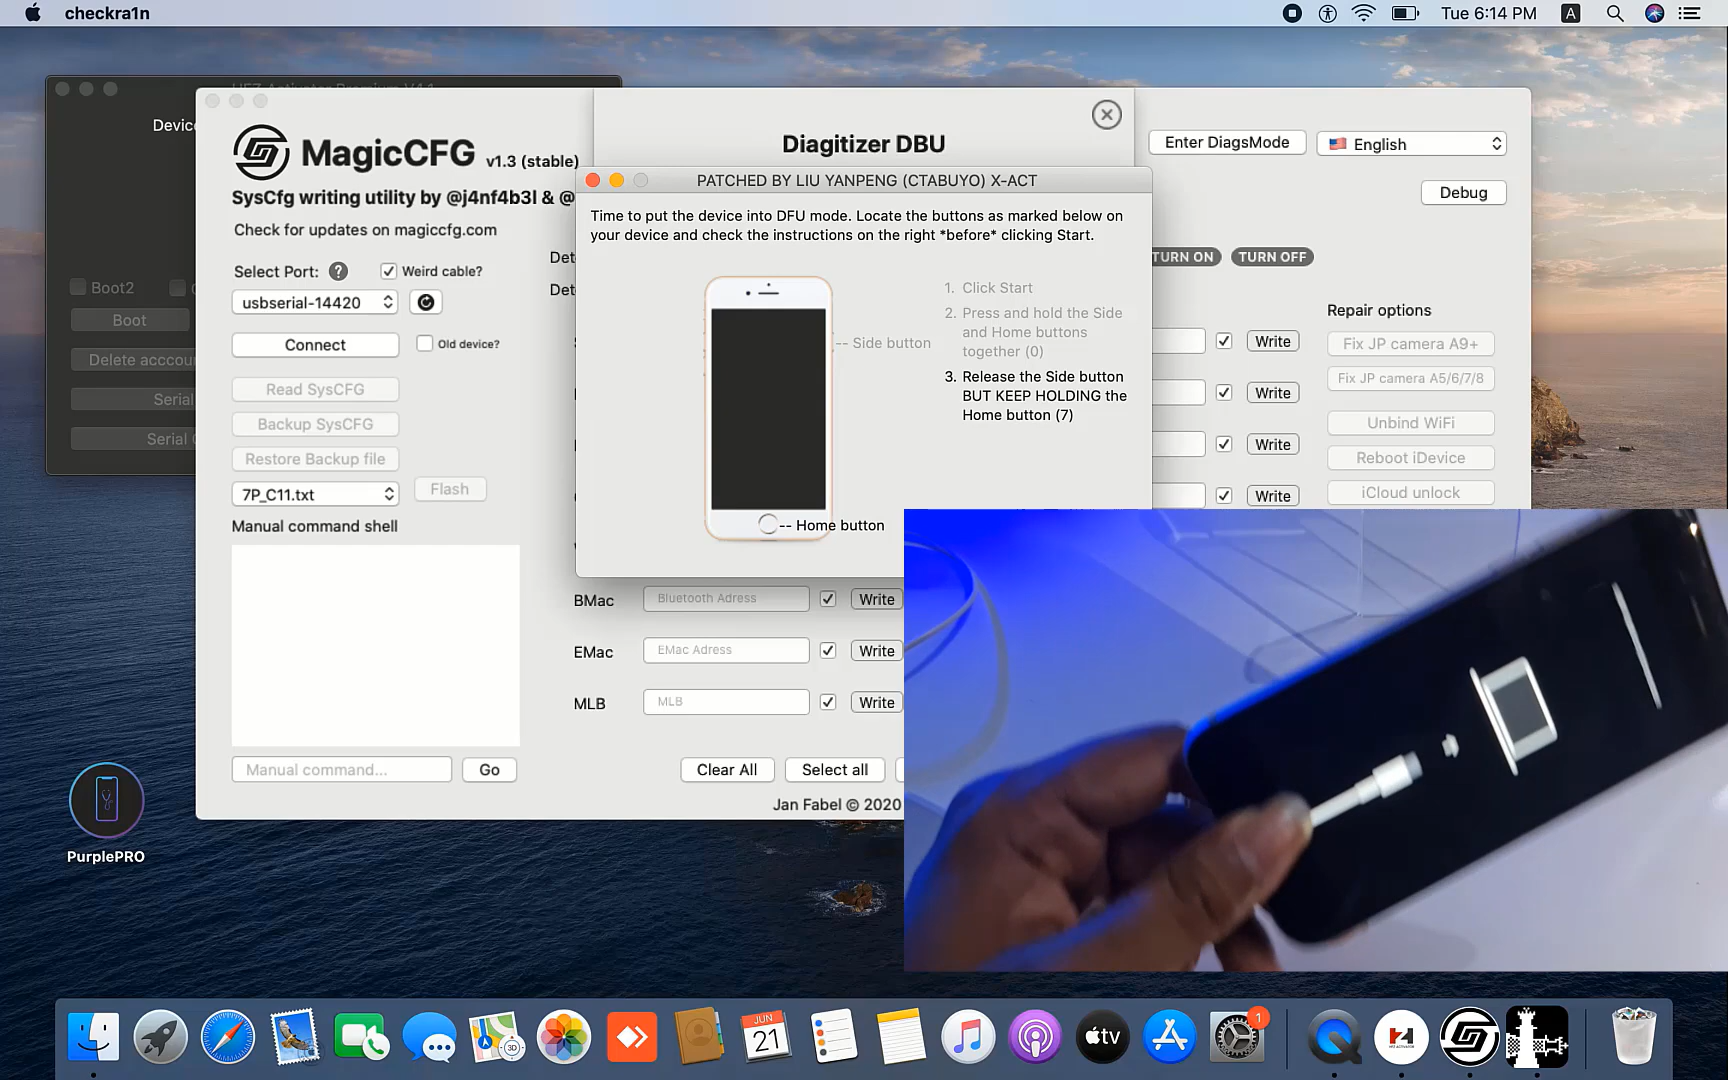 checkra1n
Tue 6:14 PM
A
Device
MagicCFG v1.3 (stable)
SysCfg writing utility by @j4nf4b3l & @
Check for updates on magiccfg.com
Diagitizer DBU
Enter DiagsMode
English
Debug
PATCHED BY LIU YANPENG (CTABUYO) X-ACT
Time to put the device into DFU mode. Locate the buttons as marked below on
your device and check the instructions on the right *before* clicking Start.
1. Click Start
2. Press and hold the Side
and Home buttons
together (0)
3. Release the Side button
BUT KEEP HOLDING the
Home button (7)
-- Side button
-- Home button
Select Port: ?
Weird cable?
usbserial-14420
Connect
Old device?
Read SysCFG
Backup SysCFG
Restore Backup file
7P_C11.txt
Flash
Manual command shell
Manual command...
Go
Boot2
Boot
Delete acccou
Serial
Serial
Det
Det
TURN ON
TURN OFF
Write
Write
Write
Write
Repair options
Fix JP camera A9+
Fix JP camera A5/6/7/8
Unbind WiFi
Reboot iDevice
iCloud unlock
BMac
Bluetooth Adress
Write
EMac
EMac Adress
Write
MLB
MLB
Write
Clear All
Select all
Jan Fabel © 2020
PurplePRO
3D
JUN
21
tv
1